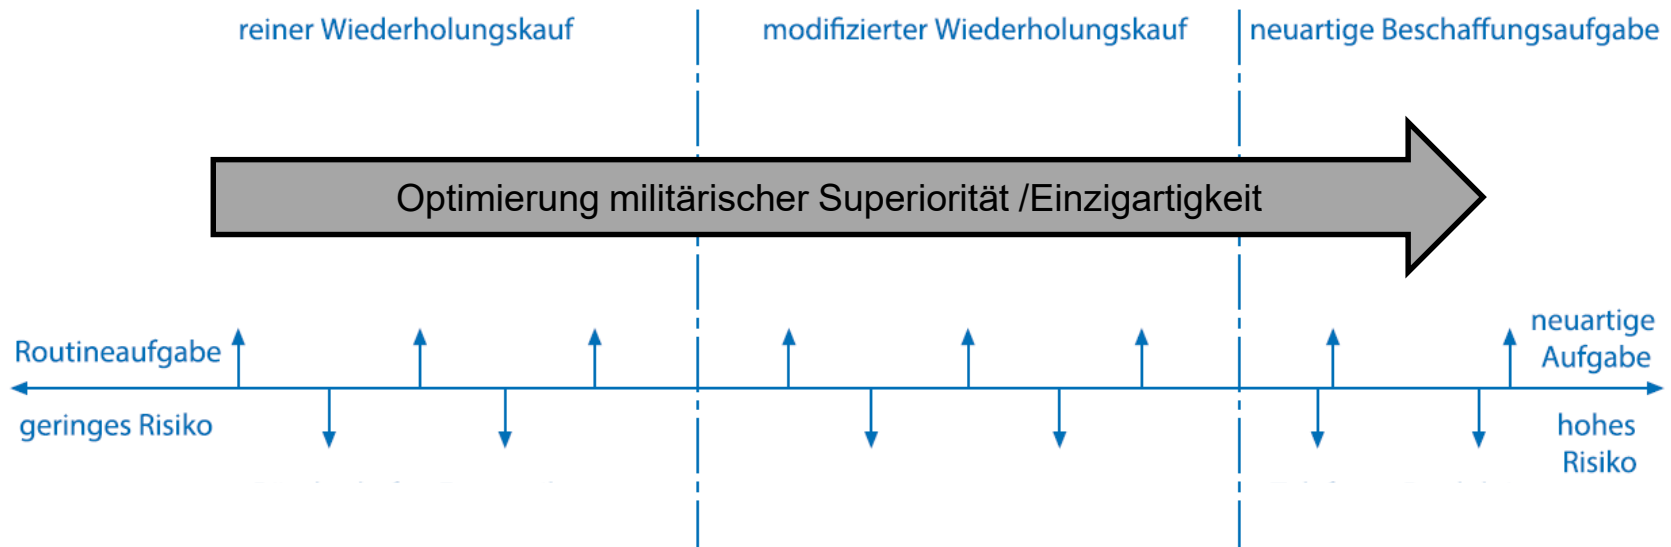 reiner Wiederholungskauf
modifizierter Wiederholungskauf
neuartige Beschaffungsaufgabe
Optimierung militärischer Superiorität /Einzigartigkeit
Routineaufgabe
neuartige
Aufgabe
geringes Risiko
hohes
Risiko